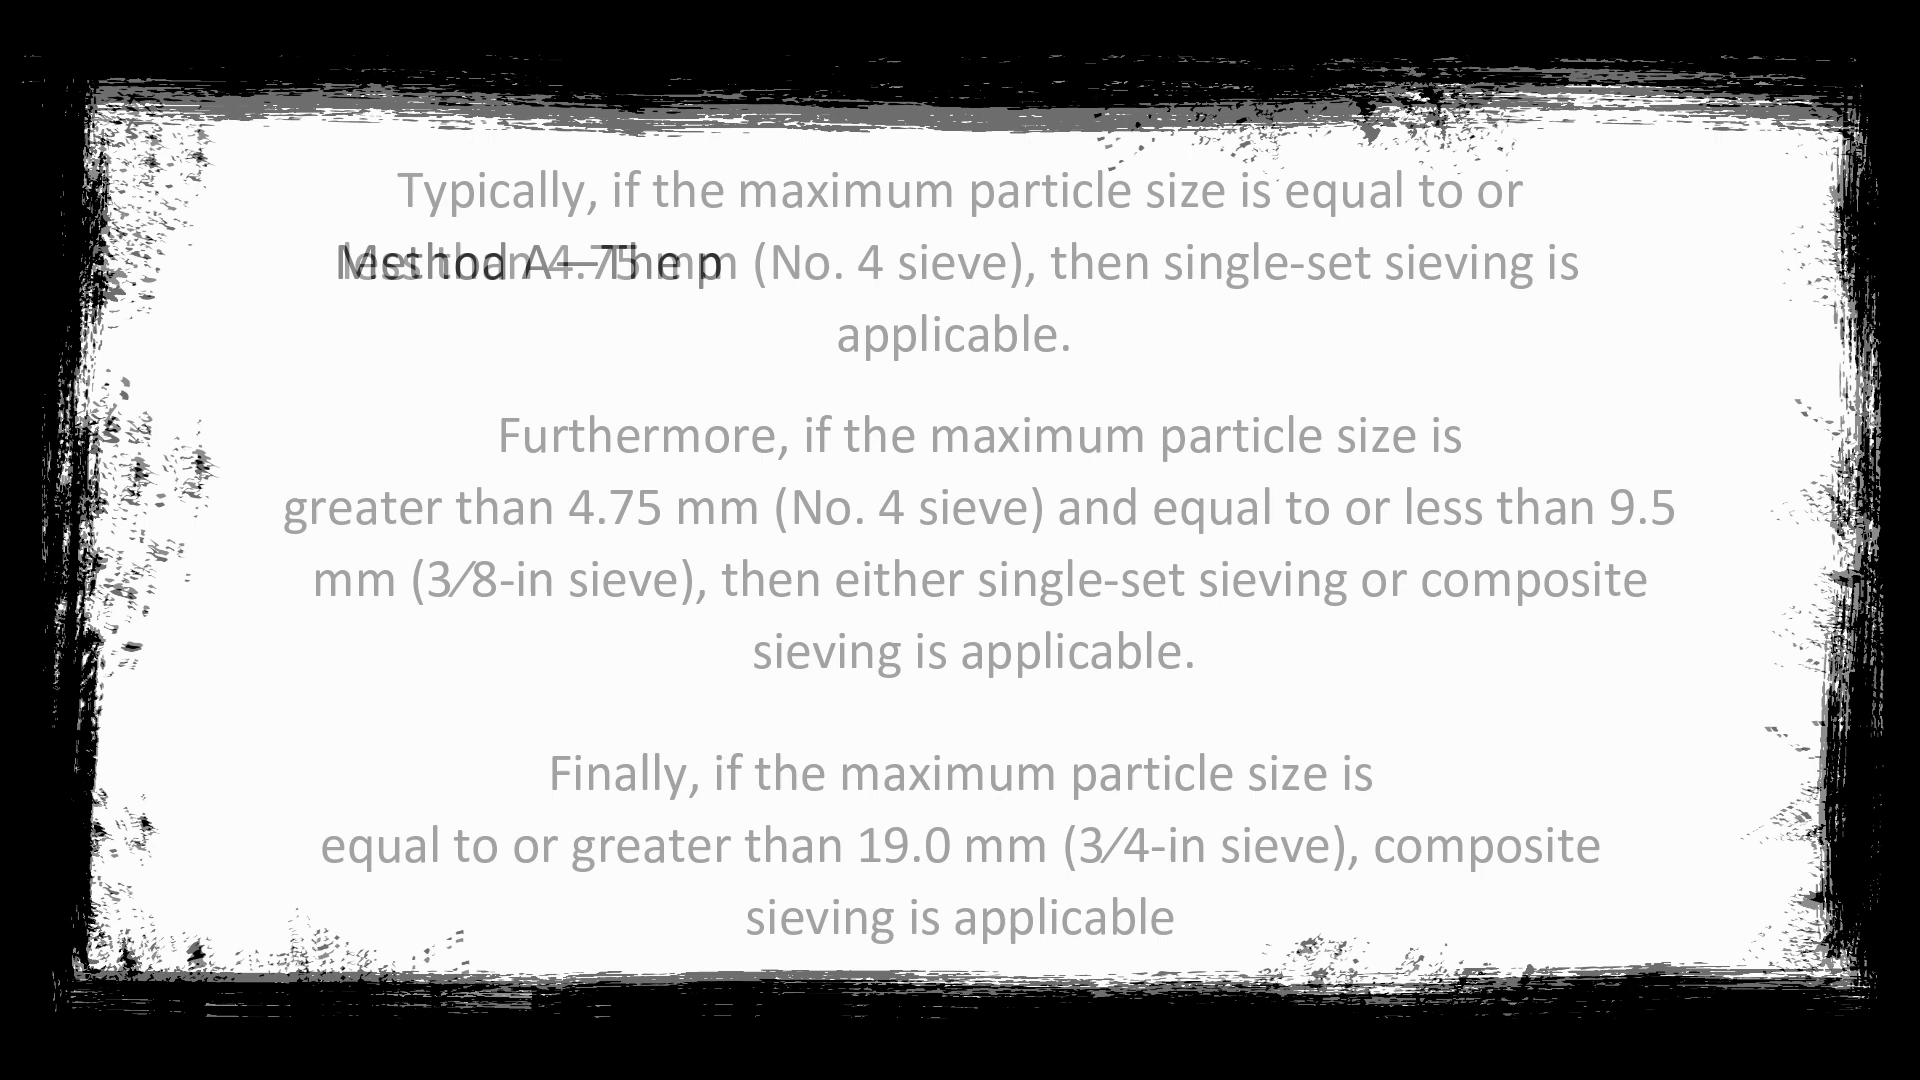 Typically, if the maximum particle size is equal to or
less than 4.75 mm (No. 4 sieve), then single-set sieving is
Method A—The p
applicable.
Furthermore, if the maximum particle size is
greater than 4.75 mm (No. 4 sieve) and equal to or less than 9.5
mm (3⁄8-in sieve), then either single-set sieving or composite
sieving is applicable.
Finally, if the maximum particle size is
equal to or greater than 19.0 mm (3⁄4-in sieve), composite
sieving is applicable